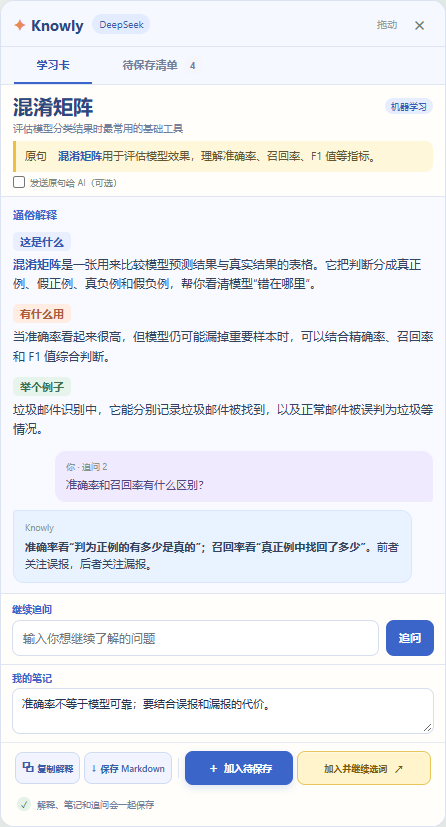 Knowly
DeepSeek
拖动
学习卡
待保存清单 4
混淆矩阵
机器学习
评估模型分类结果时最常用的基础工具
原句 混淆矩阵用于评估模型效果，理解准确率、召回率、F1 值等指标。
发送原句给 AI（可选）
通俗解释
这是什么
混淆矩阵是一张用来比较模型预测结果与真实结果的表格。它把判断分成真正
例、假正例、真负例和假负例，帮你看清模型“错在哪里”。
有什么用
当准确率看起来很高，但模型仍可能漏掉重要样本时，可以结合精确率、召回率
和 F1 值综合判断。
举个例子
垃圾邮件识别中，它能分别记录垃圾邮件被找到，以及正常邮件被误判为垃圾等
情况。
你 · 追问 2
准确率和召回率有什么区别？
Knowly
准确率看“判为正例的有多少是真的”；召回率看“真正例中找回了多少”。前者
关注误报，后者关注漏报。
继续追问
输入你想继续了解的问题
追问
我的笔记
准确率不等于模型可靠；要结合误报和漏报的代价。
复制解释
↓ 保存 Markdown
+ 加入待保存
加入并继续选词 ↗
✓ 解释、笔记和追问会一起保存